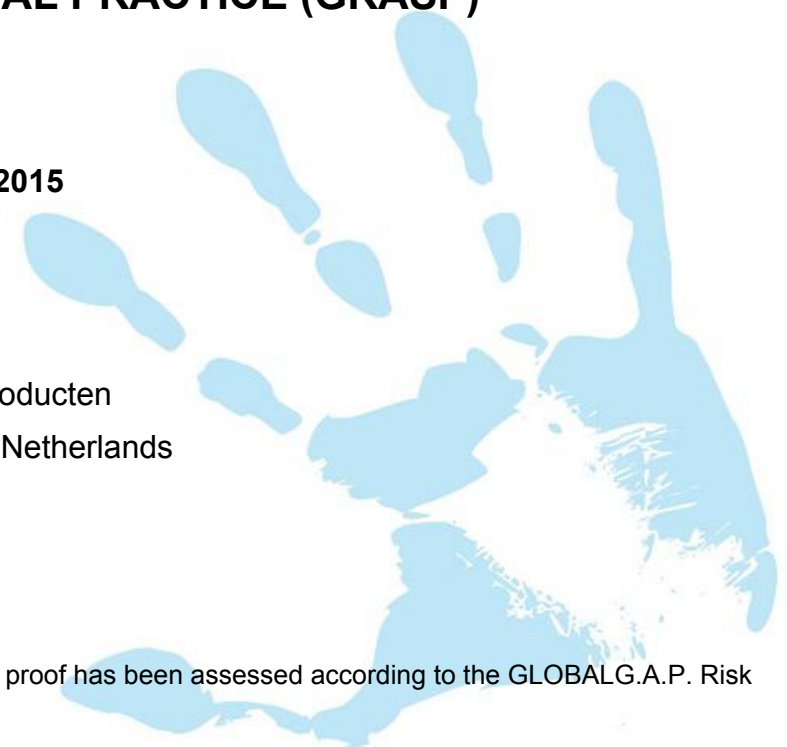 AL PRACTICE (GRASP)
2015
oducten
Netherlands
proof has been assessed according to the GLOBALG.A.P. Risk